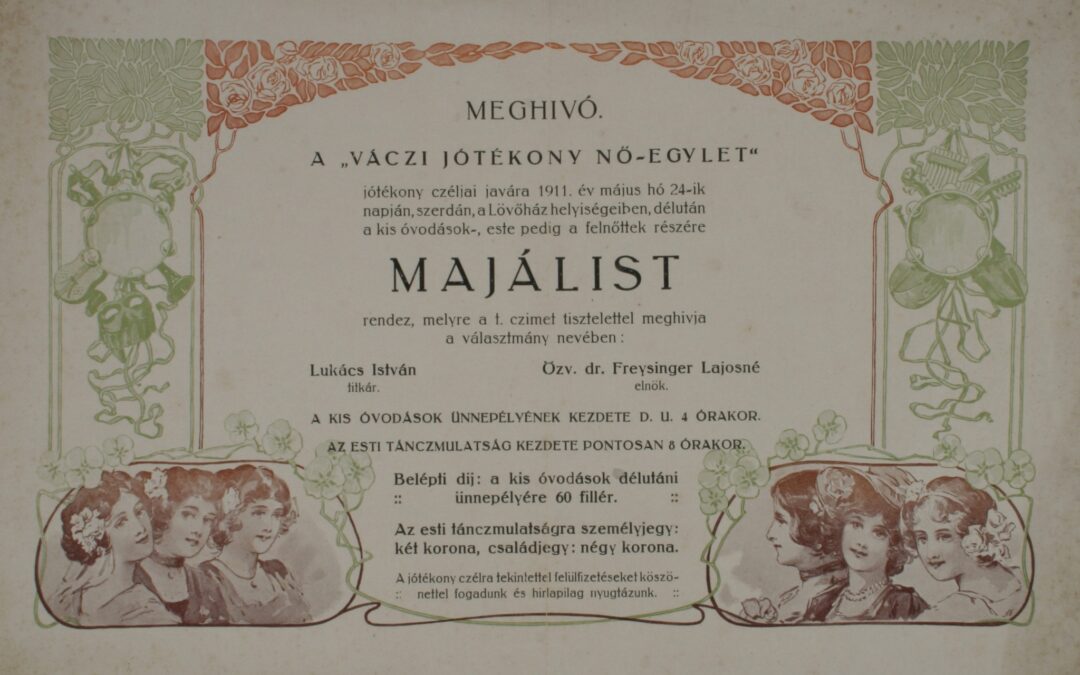 MEGHIVÓ.
A „VÁCZI JÓTÉKONY NŐ-EGYLET“
jótékony czéljai javára 1911. év május hó 24-ik
napján, szerdán, a Lövőház helyiségeiben, délután
a kis óvodások-, este pedig a felnőttek részére
MAJÁLIST
rendez, melyre a t. czimet tisztelettel meghivja
a választmány nevében :
Lukács István
titkár.
Özv. dr. Freysinger Lajosné
elnök.
A KIS ÓVODÁSOK ÜNNEPÉLYÉNEK KEZDETE D. U. 4 ÓRAKOR.
AZ ESTI TÁNCZMULATSÁG KEZDETE PONTOSAN 8 ÓRAKOR.
Belépti dij: a kis óvodások délutáni
:: ünnepélyére 60 fillér. ::
Az esti tánczmulatságra személyjegy:
két korona, családjegy: négy korona.
A jótékony czélra tekintettel felülfizetéseket köszö-
:: nettel fogadunk és hirlapilag nyugtázunk. ::